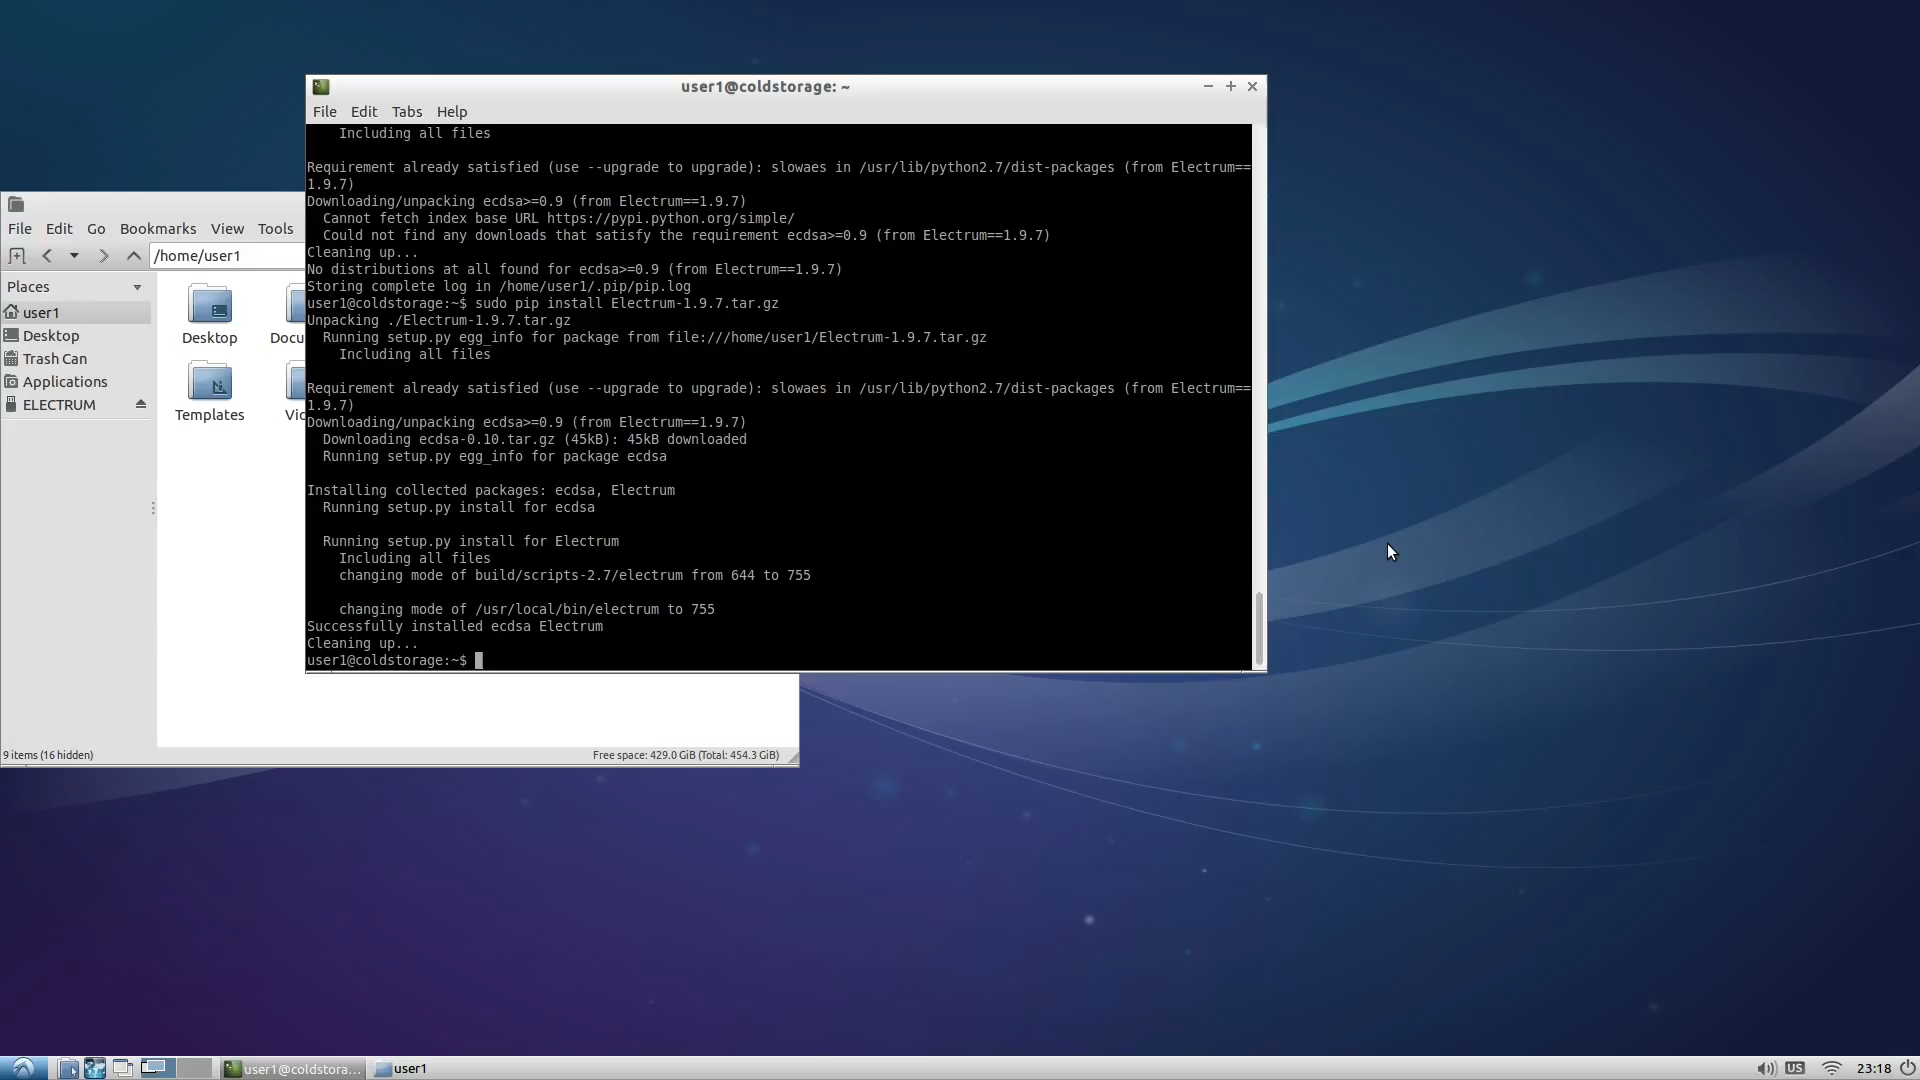 user1@coldstorage: ~
File Edit Tabs Help
Including all files
Requirement already satisfied (use --upgrade to upgrade): slowaes in /usr/lib/python2.7/dist-packages (from Electrum==
1.9.7)
Downloading/unpacking ecdsa>=0.9 (from Electrum==1.9.7)
Cannot fetch index base URL https://pypi.python.org/simple/
Could not find any downloads that satisfy the requirement ecdsa>=0.9 (from Electrum==1.9.7)
Cleaning up...
No distributions at all found for ecdsa>=0.9 (from Electrum==1.9.7)
Storing complete log in /home/user1/.pip/pip.log
user1@coldstorage:~$ sudo pip install Electrum-1.9.7.tar.gz
Unpacking ./Electrum-1.9.7.tar.gz
Running setup.py egg_info for package from file:///home/user1/Electrum-1.9.7.tar.gz
Including all files
Requirement already satisfied (use --upgrade to upgrade): slowaes in /usr/lib/python2.7/dist-packages (from Electrum==
1.9.7)
Downloading/unpacking ecdsa>=0.9 (from Electrum==1.9.7)
Downloading ecdsa-0.10.tar.gz (45kB): 45kB downloaded
Running setup.py egg_info for package ecdsa
Installing collected packages: ecdsa, Electrum
Running setup.py install for ecdsa
Running setup.py install for Electrum
Including all files
changing mode of build/scripts-2.7/electrum from 644 to 755
changing mode of /usr/local/bin/electrum to 755
Successfully installed ecdsa Electrum
Cleaning up...
user1@coldstorage:~$
File Edit Go Bookmarks View Tools
/home/user1
Places
user1
Desktop
Trash Can
Applications
ELECTRUM
Desktop Docu
Templates Vic
9 items (16 hidden) Free space: 429.0 GiB (Total: 454.3 GiB)
user1@coldstora... user1 US 23:18